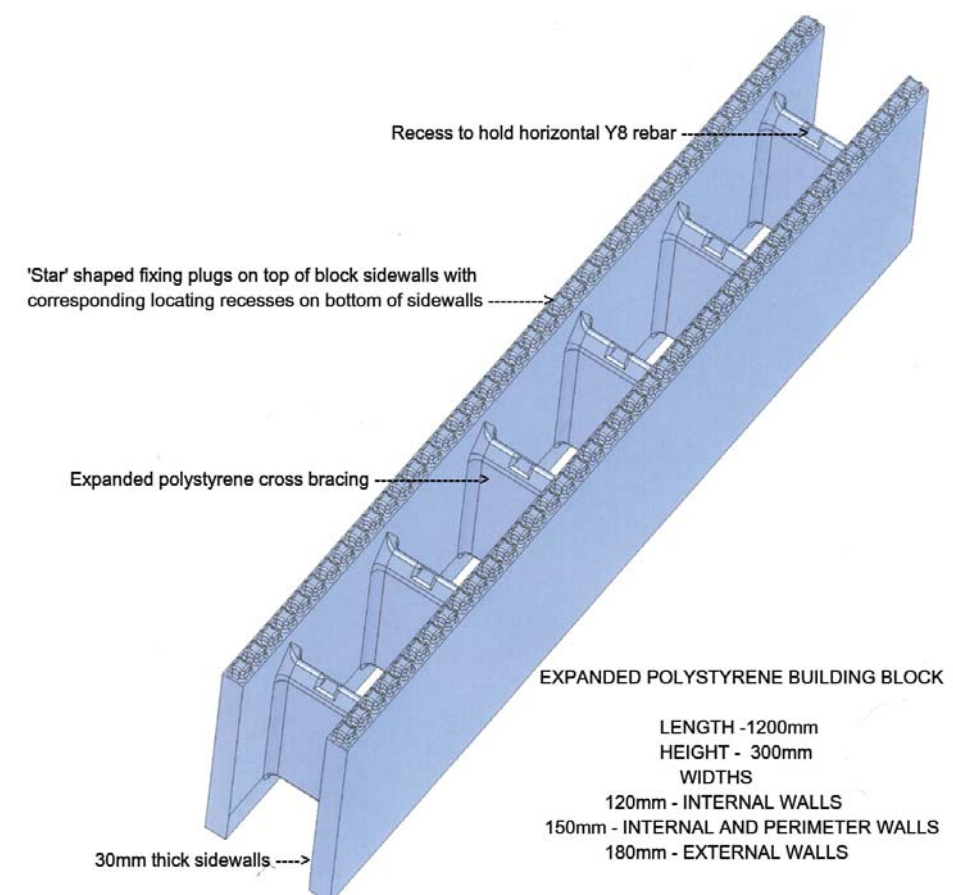 Recess to hold horizontal Y8 rebar ----------->
'Star' shaped fixing plugs on top of block sidewalls with
corresponding locating recesses on bottom of sidewalls --------->
Expanded polystyrene cross bracing --------------->
EXPANDED POLYSTYRENE BUILDING BLOCK
LENGTH -1200mm
HEIGHT - 300mm
WIDTHS
120mm - INTERNAL WALLS
150mm - INTERNAL AND PERIMETER WALLS
180mm - EXTERNAL WALLS
30mm thick sidewalls ---->